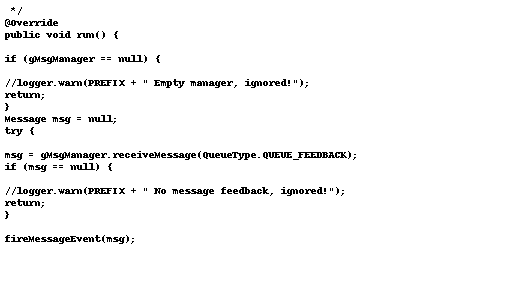 */
@Override
public void run() {
if (gMsgManager == null) {
//logger.warn(PREFIX + " Empty manager, ignored!");
return;
}
Message msg = null;
try {
msg = gMsgManager.receiveMessage(QueueType.QUEUE_FEEDBACK);
if (msg == null) {
//logger.warn(PREFIX + " No message feedback, ignored!");
return;
}
fireMessageEvent(msg);